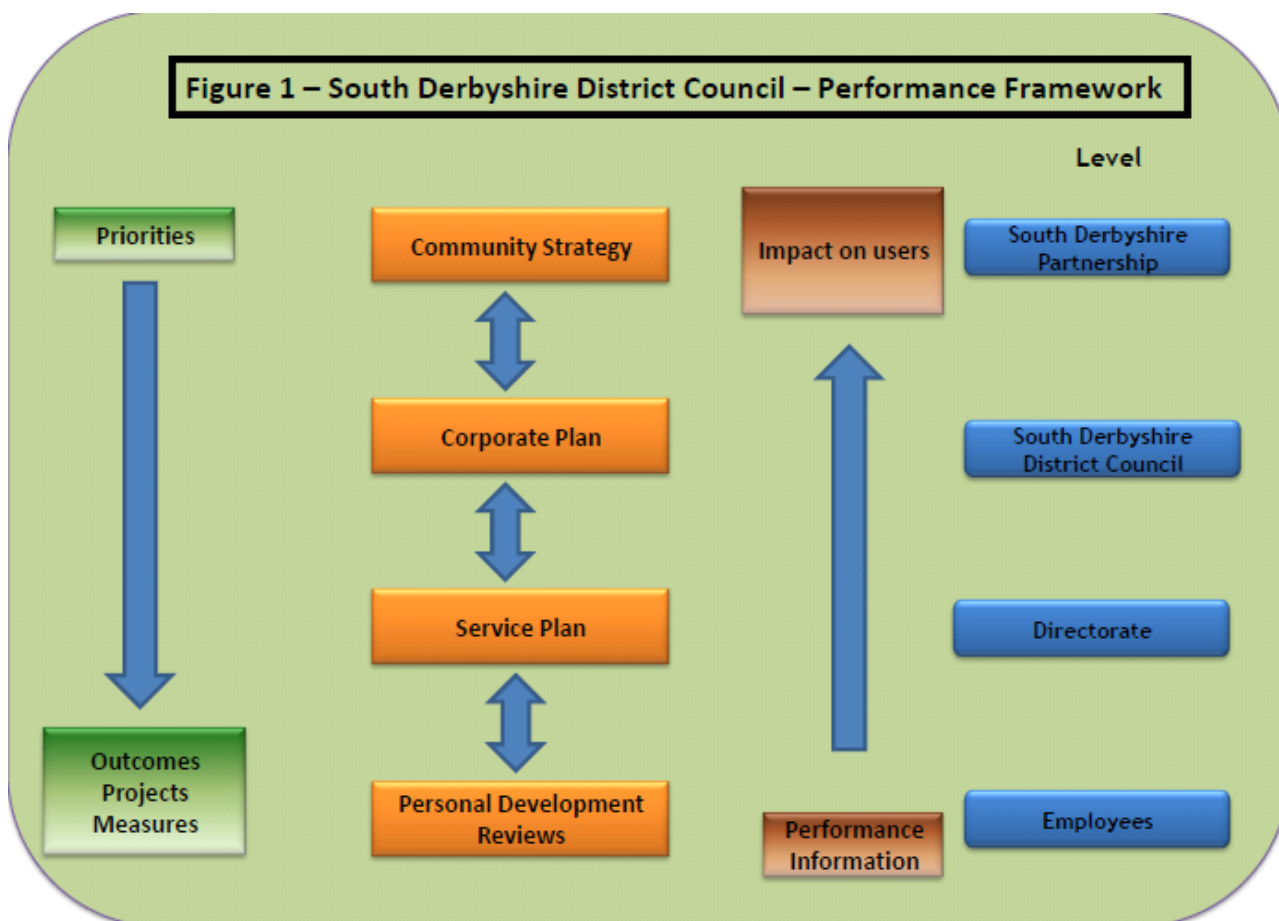 Figure 1 – South Derbyshire District Council – Performance Framework
Level
Priorities
Community Strategy
Impact on users
South Derbyshire
Partnership
Corporate Plan
South Derbyshire
District Council
Service Plan
Directorate
Outcomes
Projects
Measures
Personal Development
Reviews
Performance
Information
Employees